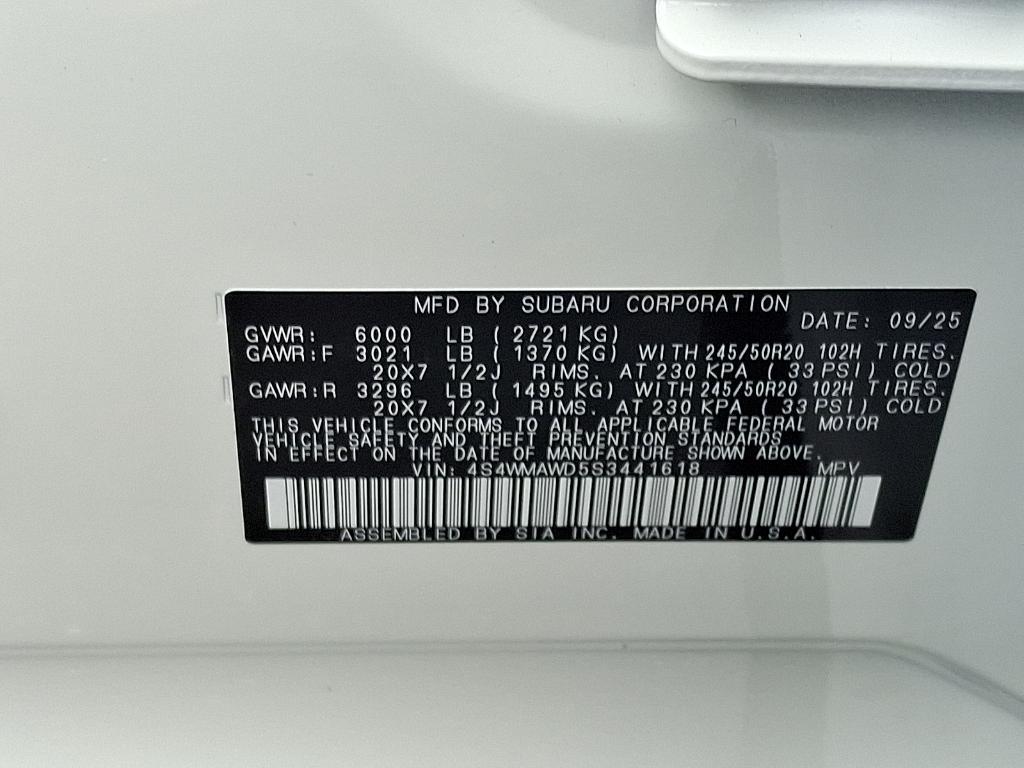 MFD BY SUBARU CORPORATION
DATE: 09/25
GVWR: 6000 LB ( 2721 KG)
GAWR:F 3021 LB ( 1370 KG) WITH 245/50R20 102H TIRES.
20X7 1/2J RIMS. AT 230 KPA ( 33 PSI) COLD
GAWR:R 3296 LB ( 1495 KG) WITH 245/50R20 102H TIRES.
20X7 1/2J RIMS. AT 230 KPA ( 33 PSI) COLD
THIS VEHICLE CONFORMS TO ALL APPLICABLE FEDERAL MOTOR
VEHICLE SAFETY AND THEFT PREVENTION STANDARDS
IN EFFECT ON THE DATE OF MANUFACTURE SHOWN ABOVE.
VIN: 4S4WMAWD5S3441618 MPV
ASSEMBLED BY SIA INC. MADE IN U.S.A.